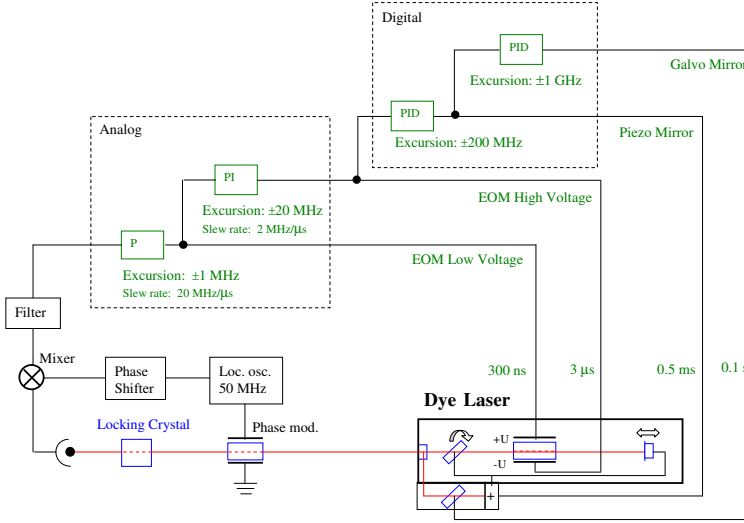 Digital
PID
Galvo Mirror
Excursion: ±1 GHz
PID
Analog
Excursion: ±200 MHz
Piezo Mirror
PI
EOM High Voltage
Excursion: ±20 MHz
Slew rate: 2 MHz/µs
P
EOM Low Voltage
Excursion: ±1 MHz
Slew rate: 20 MHz/µs
Filter
Mixer
Phase
Shifter
Loc. osc.
50 MHz
300 ns
3 µs
0.5 ms
0.1 s
Dye Laser
Locking Crystal
Phase mod.
+U
-U
+